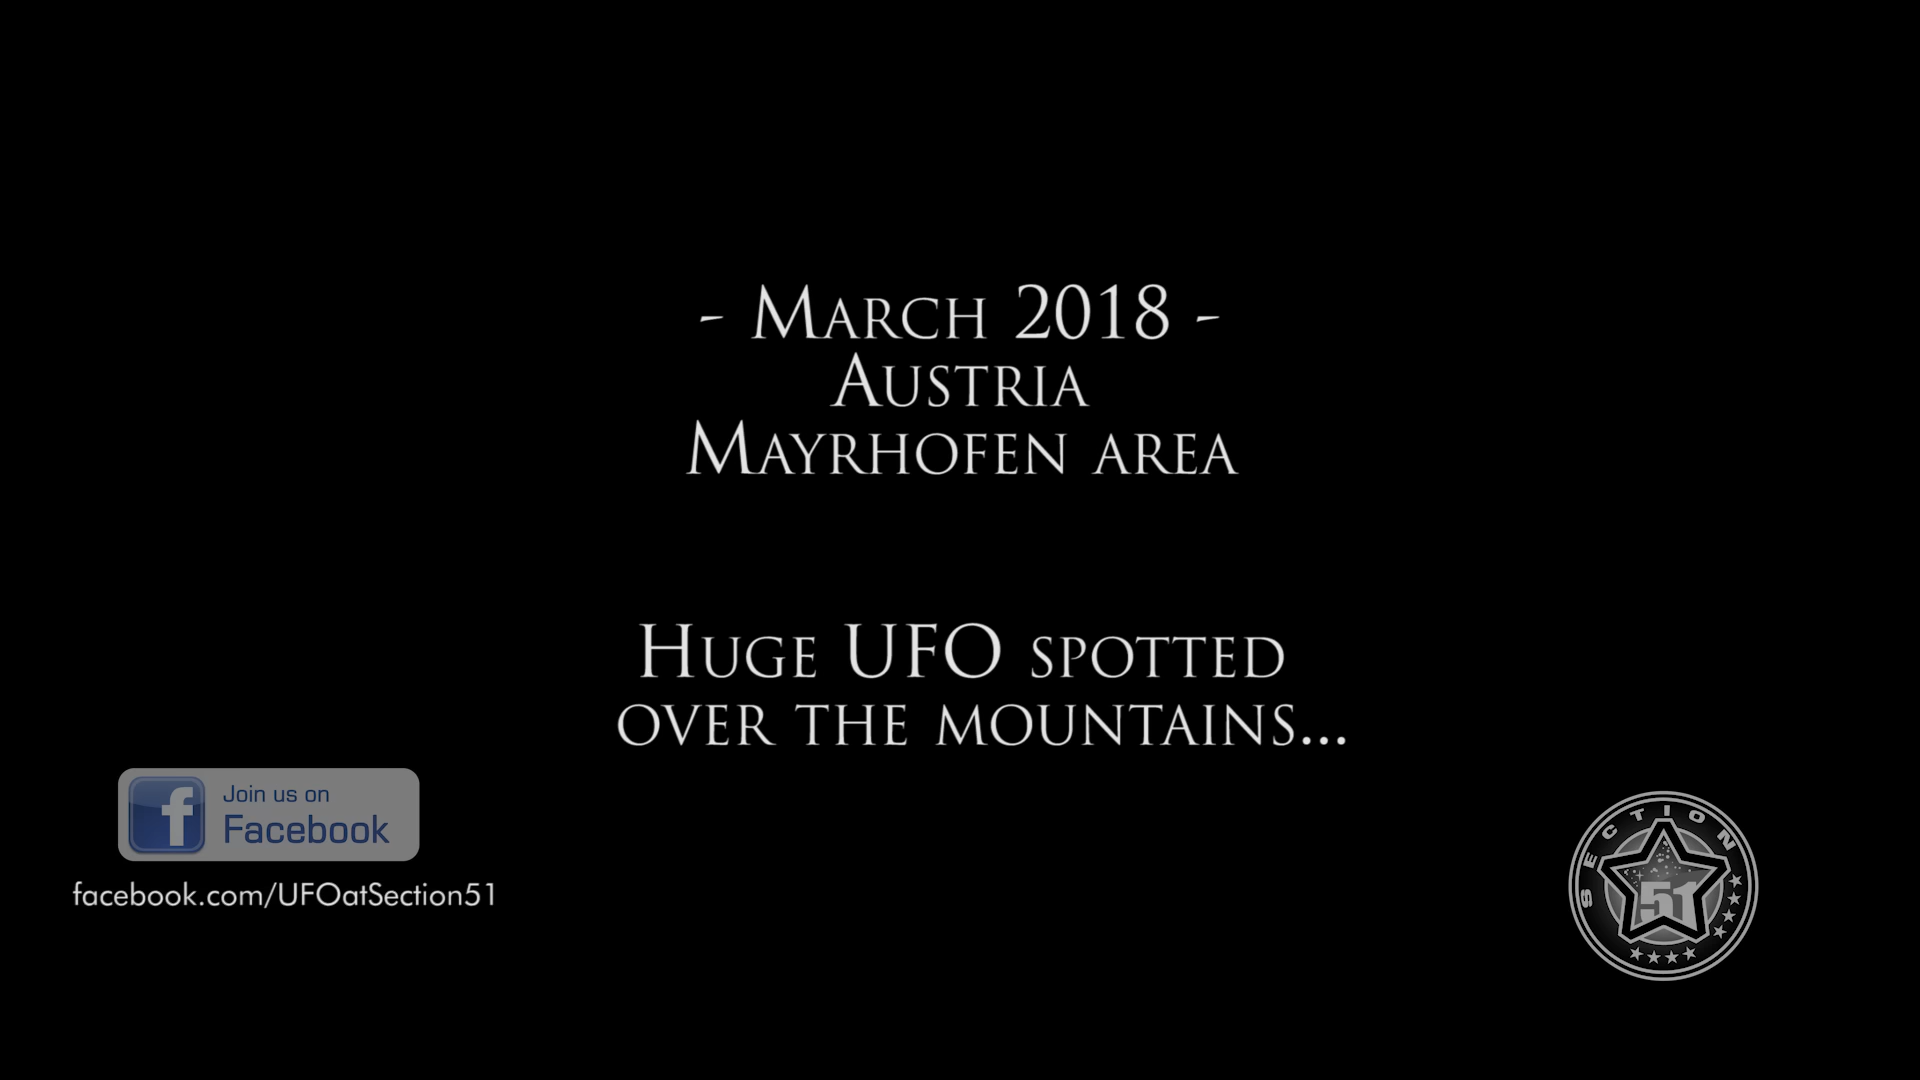 - March 2018 -
Austria
Mayrhofen area
Huge UFO spotted
over the mountains...
Join us on
Facebook
facebook.com/UFOatSection51
SECTION
51